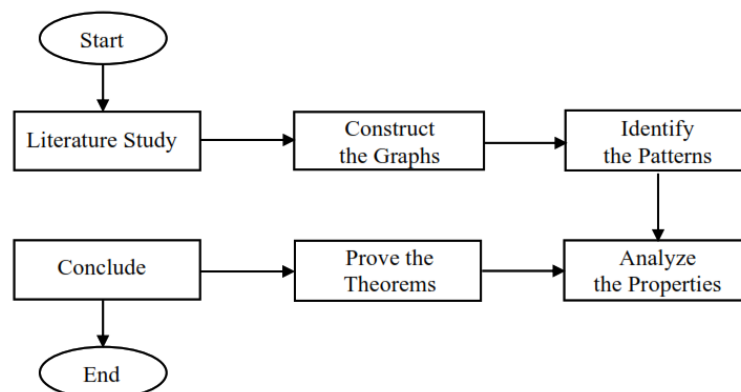 Start
Literature Study
Construct
the Graphs
Identify
the Patterns
Conclude
Prove the
Theorems
Analyze
the Properties
End